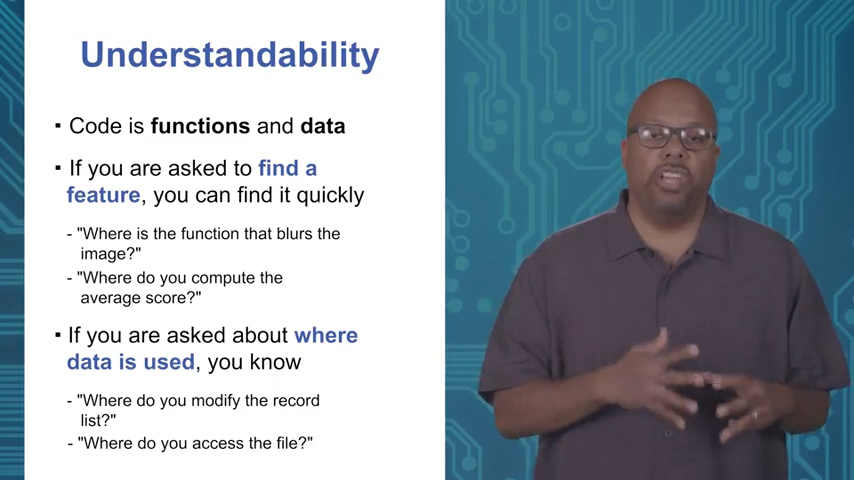 Understandability
▪ Code is functions and data
▪ If you are asked to find a
feature, you can find it quickly
- "Where is the function that blurs the
image?"
- "Where do you compute the
average score?"
▪ If you are asked about where
data is used, you know
- "Where do you modify the record
list?"
- "Where do you access the file?"